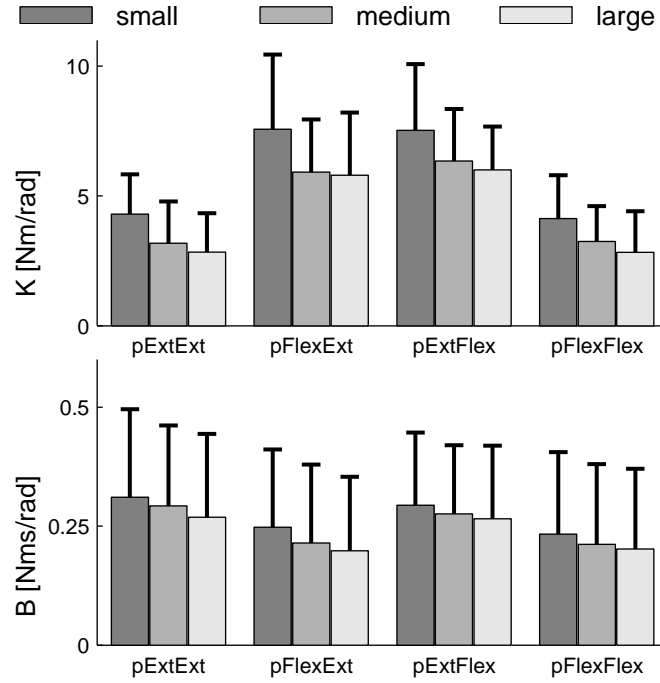 small medium large
10
5
0
K [Nm/rad]
pExtExt pFlexExt pExtFlex pFlexFlex
0.5
0.25
0
B [Nms/rad]
pExtExt pFlexExt pExtFlex pFlexFlex